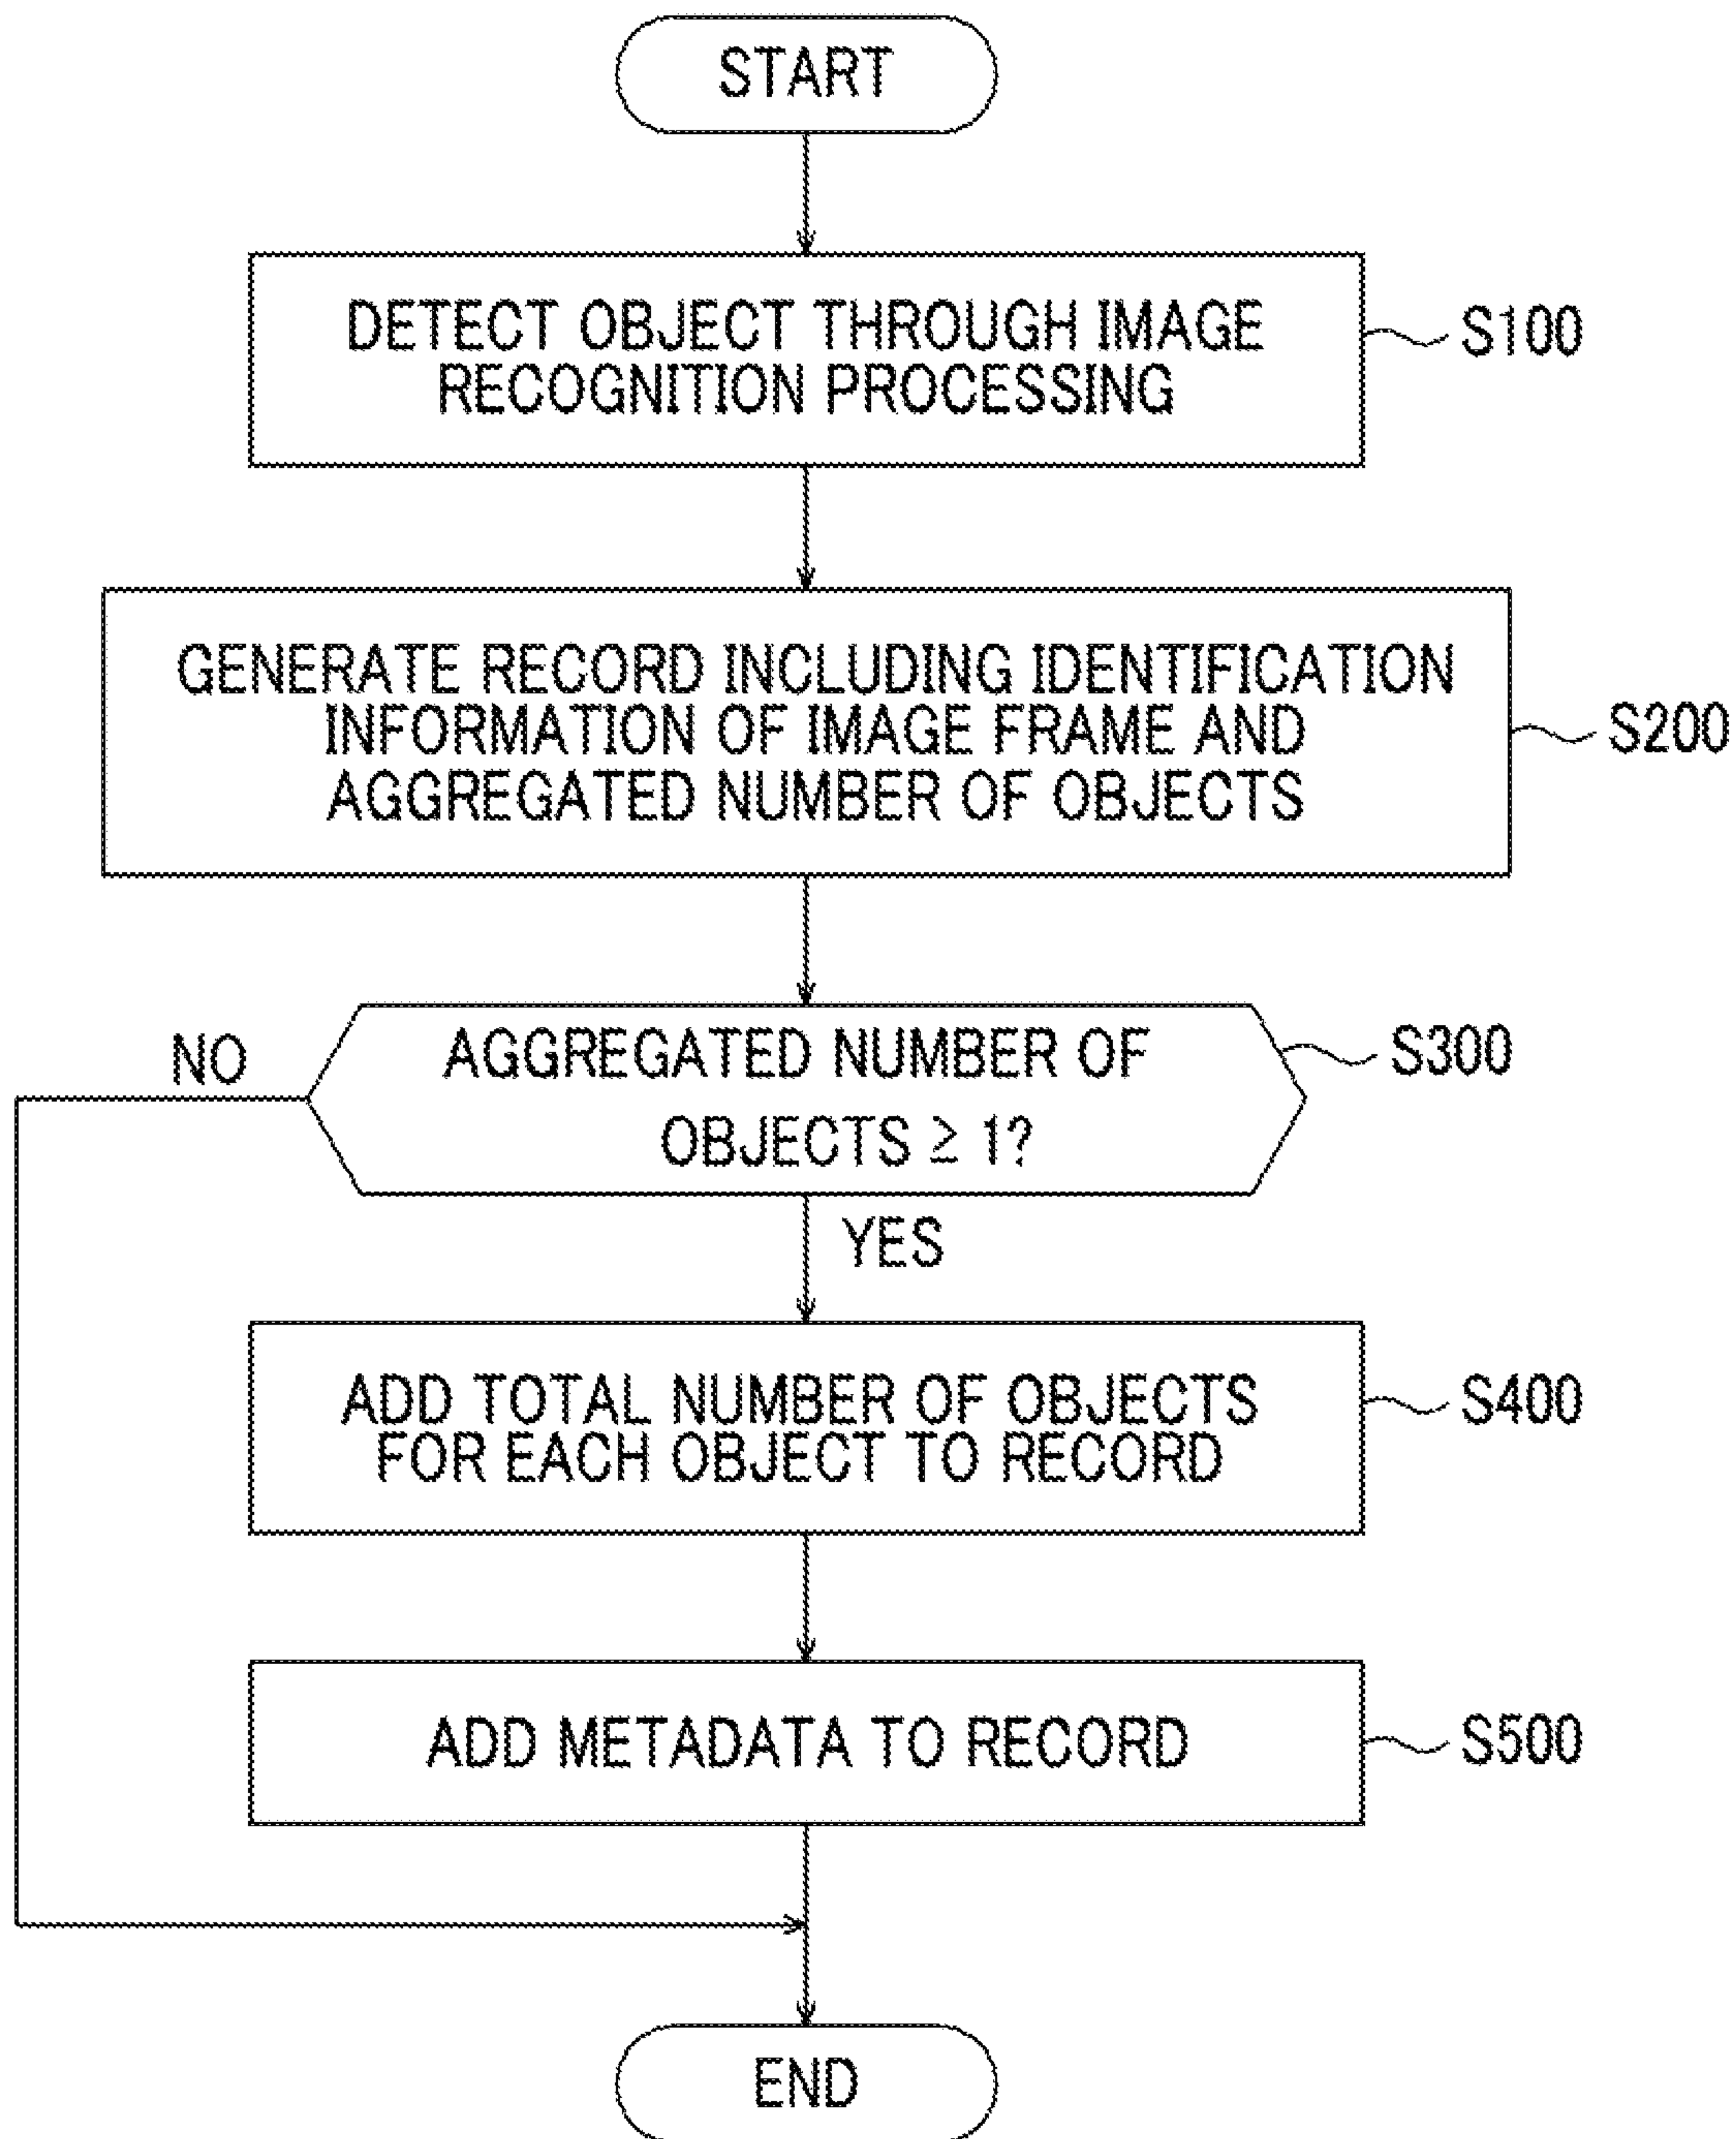 START
DETECT OBJECT THROUGH IMAGE
RECOGNITION PROCESSING
S100
GENERATE RECORD INCLUDING IDENTIFICATION
INFORMATION OF IMAGE FRAME AND
AGGREGATED NUMBER OF OBJECTS
S200
AGGREGATED NUMBER OF
OBJECTS ≥ 1?
S300
NO
YES
ADD TOTAL NUMBER OF OBJECTS
FOR EACH OBJECT TO RECORD
S400
ADD METADATA TO RECORD
S500
END